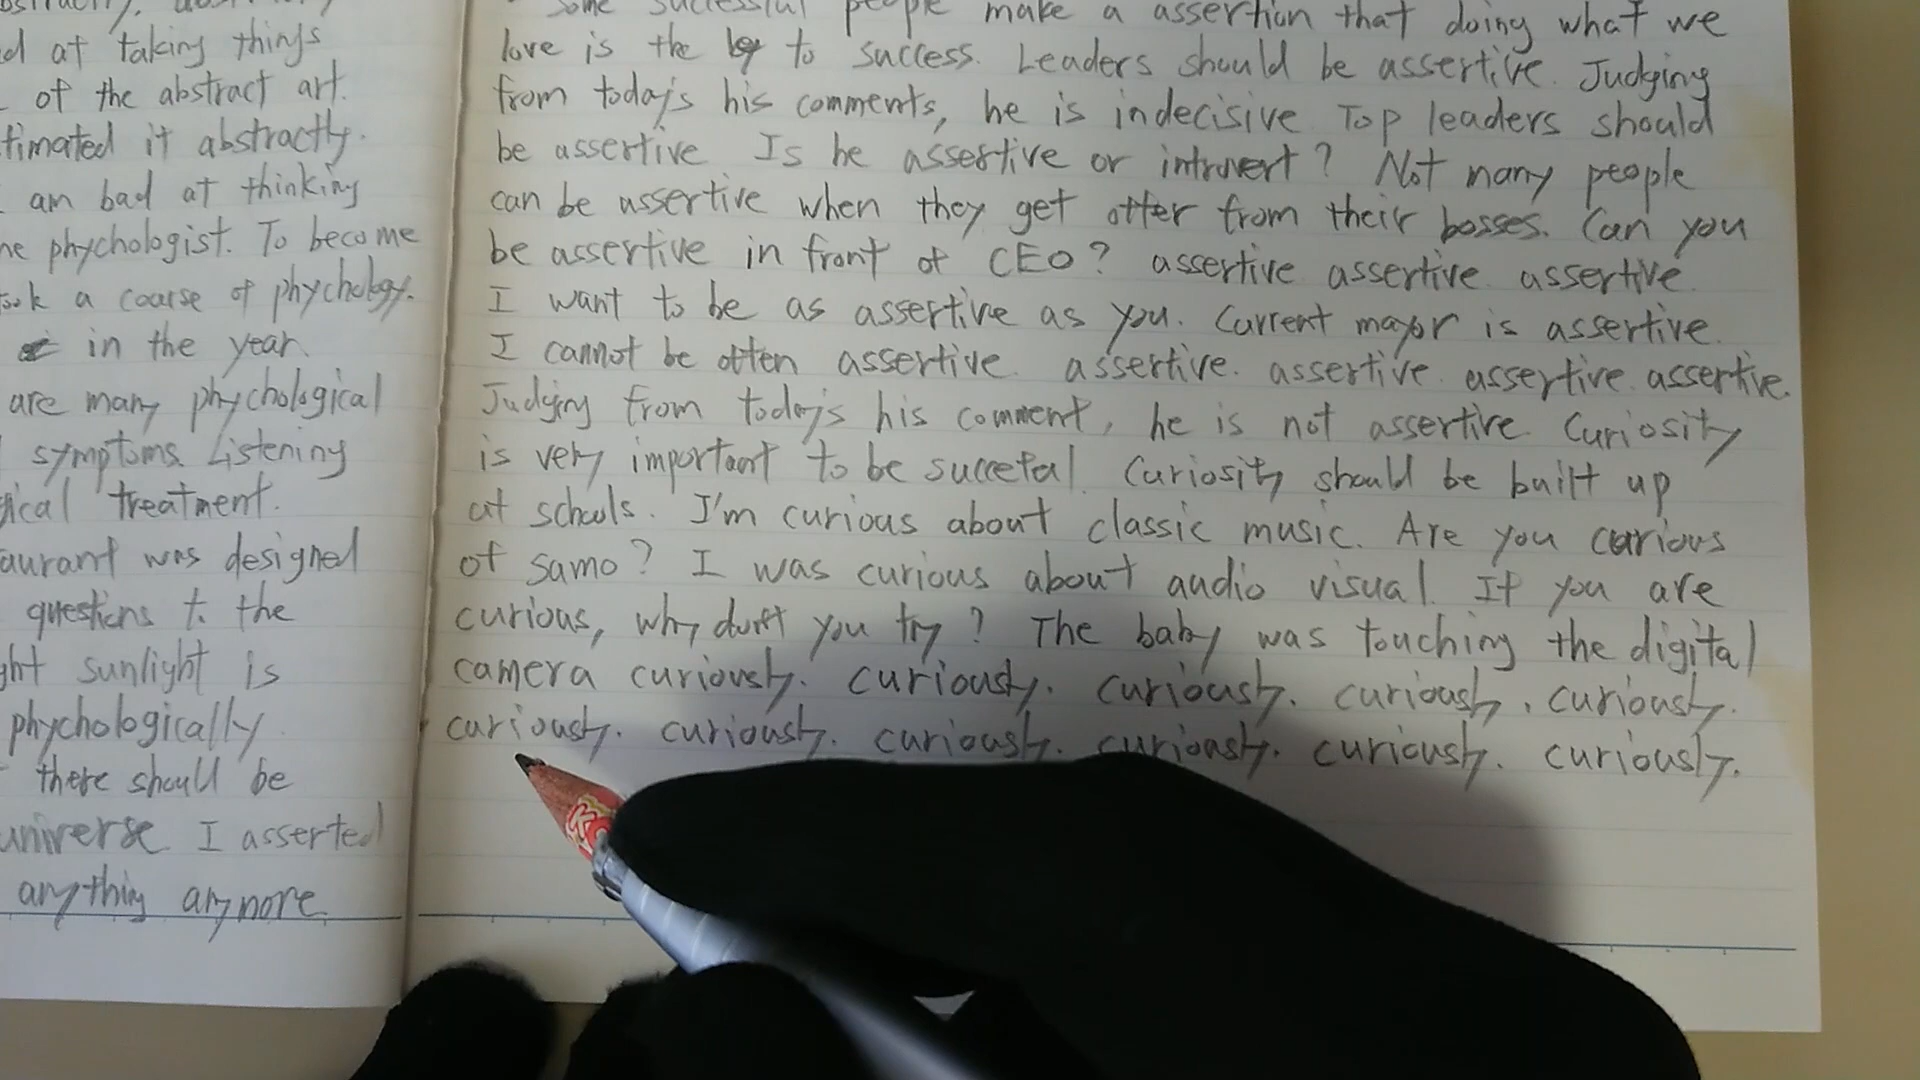 d at taking things
of the abstract art.
timated it abstractly.
am bad at thinking
ne phychologist. To become
ook a coarse of phychology.
in the year.
are many phychological
symptoms. Listening
gical treatment.
aurant was designed
questions to the
ght sunlight is
phychologically
there should be
universe. I asserted
anything anymore.
Some successful people make a assertion that doing what we
love is the to success. Leaders should be assertive. Judging
from today's his comments, he is indecisive Top leaders should
be assertive Is he assertive or introvert? Not many people
can be assertive when they get offer from their bosses. Can you
be assertive in front of CEO? assertive assertive assertive.
I want to be as assertive as you. Current mayor is assertive.
I cannot be often assertive. assertive. assertive. assertive. assertive.
Judging from today's his comment, he is not assertive. Curiosity
is very important to be succeful. Curiosity should be built up
at schools. I'm curious about classic music. Are you curious
of sumo? I was curious about audio visual. If you are
curious, why don't you try? The baby was touching the digital
camera curiously. curiously. curiously. curiously. curiously.
curiously. curiously. curiously. curiously. curiously. curiously.
KO